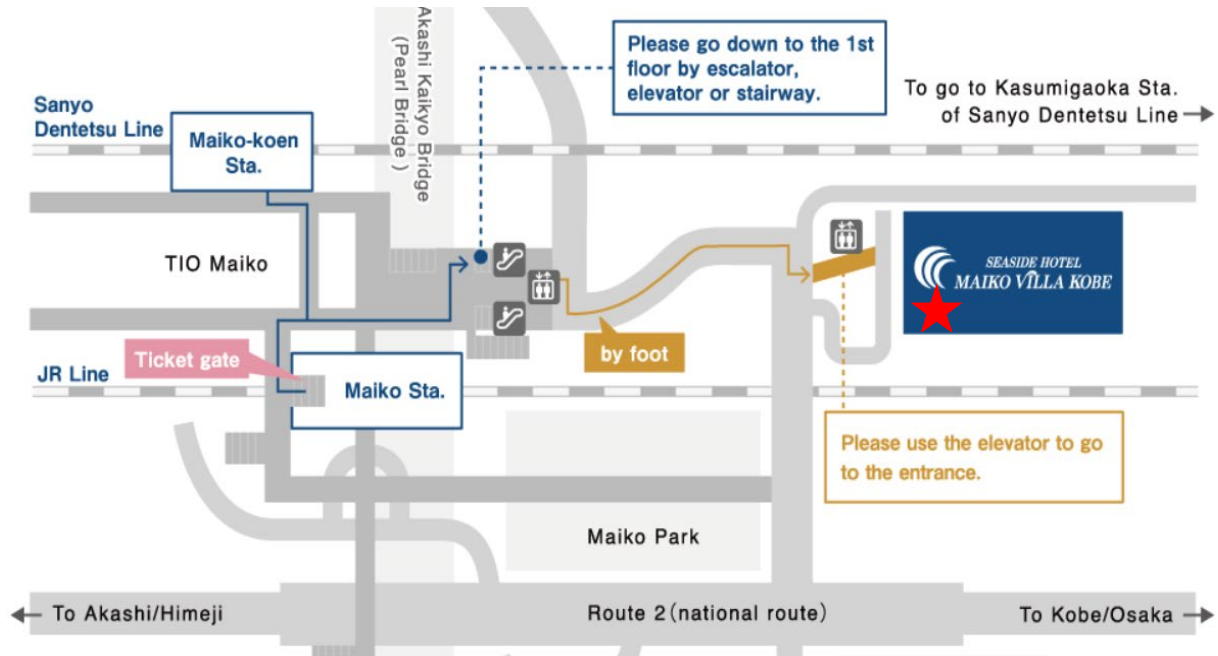 Akashi Kaikyo Bridge
(Pearl Bridge )
Please go down to the 1st
floor by escalator,
elevator or stairway.
To go to Kasumigaoka Sta.
of Sanyo Dentetsu Line
Sanyo
Dentetsu Line
Maiko-koen
Sta.
TIO Maiko
SEASIDE HOTEL
MAIKO VILLA KOBE
Ticket gate
by foot
JR Line
Maiko Sta.
Please use the elevator to go
to the entrance.
Maiko Park
To Akashi/Himeji
Route 2(national route)
To Kobe/Osaka